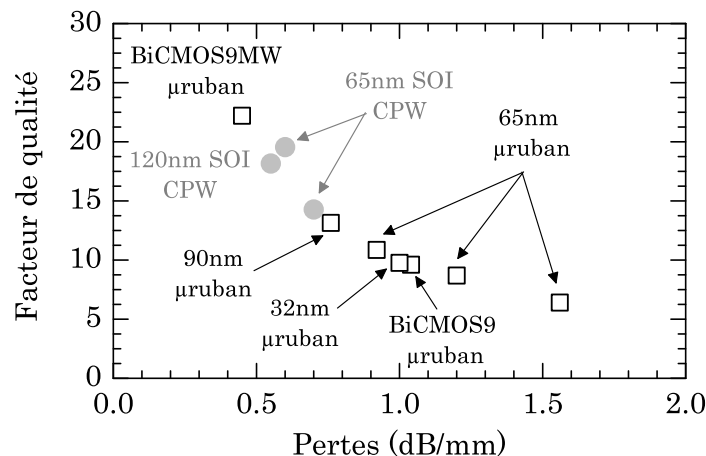 30
25
20
15
10
5
0
Facteur de qualité
BiCMOS9MW
µruban
65nm SOI
CPW
120nm SOI
CPW
65nm
µruban
90nm
µruban
32nm
µruban
BiCMOS9
µruban
0.0 0.5 1.0 1.5 2.0
Pertes (dB/mm)